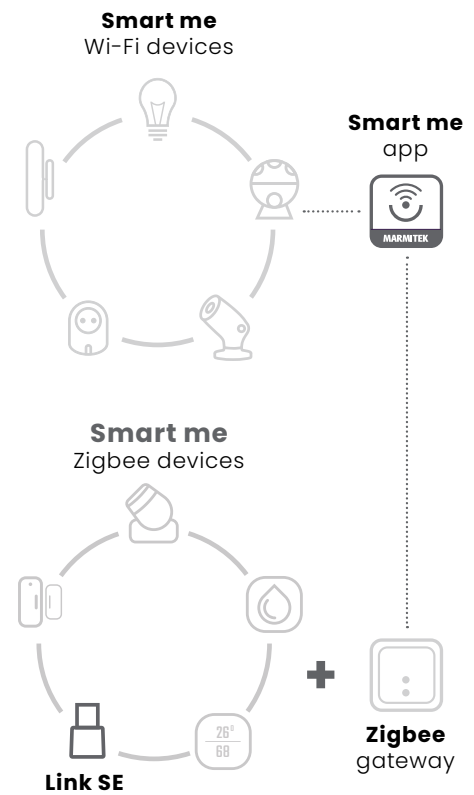 Smart me
Wi-Fi devices
Smart me
app
MARMITEK
Smart me
Zigbee devices
26°
68
Zigbee
gateway
Link SE